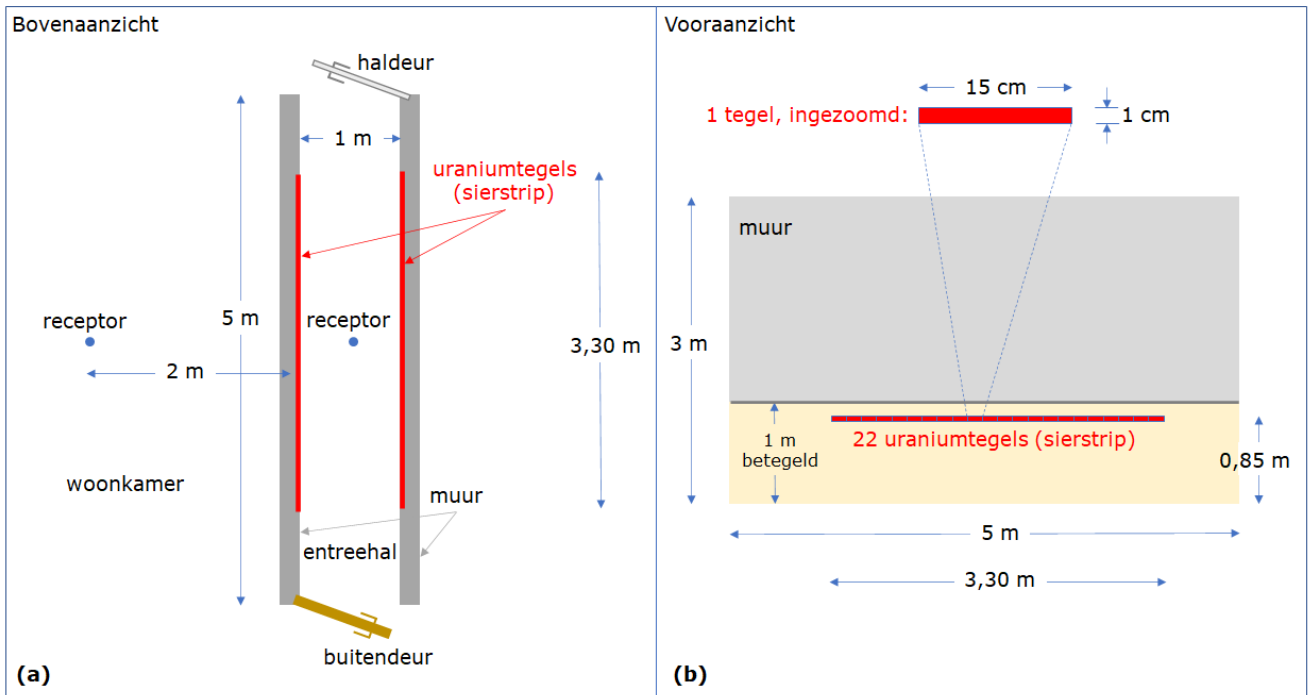 Bovenaanzicht
haldeur
1 m
uraniumtegels
(sierstrip)
receptor
5 m
receptor
3,30 m
2 m
woonkamer
muur
entreehal
buitendeur
(a)
Vooraanzicht
15 cm
1 tegel, ingezoomd:
1 cm
muur
3 m
1 m
betegeld
22 uraniumtegels (sierstrip)
0,85 m
5 m
3,30 m
(b)